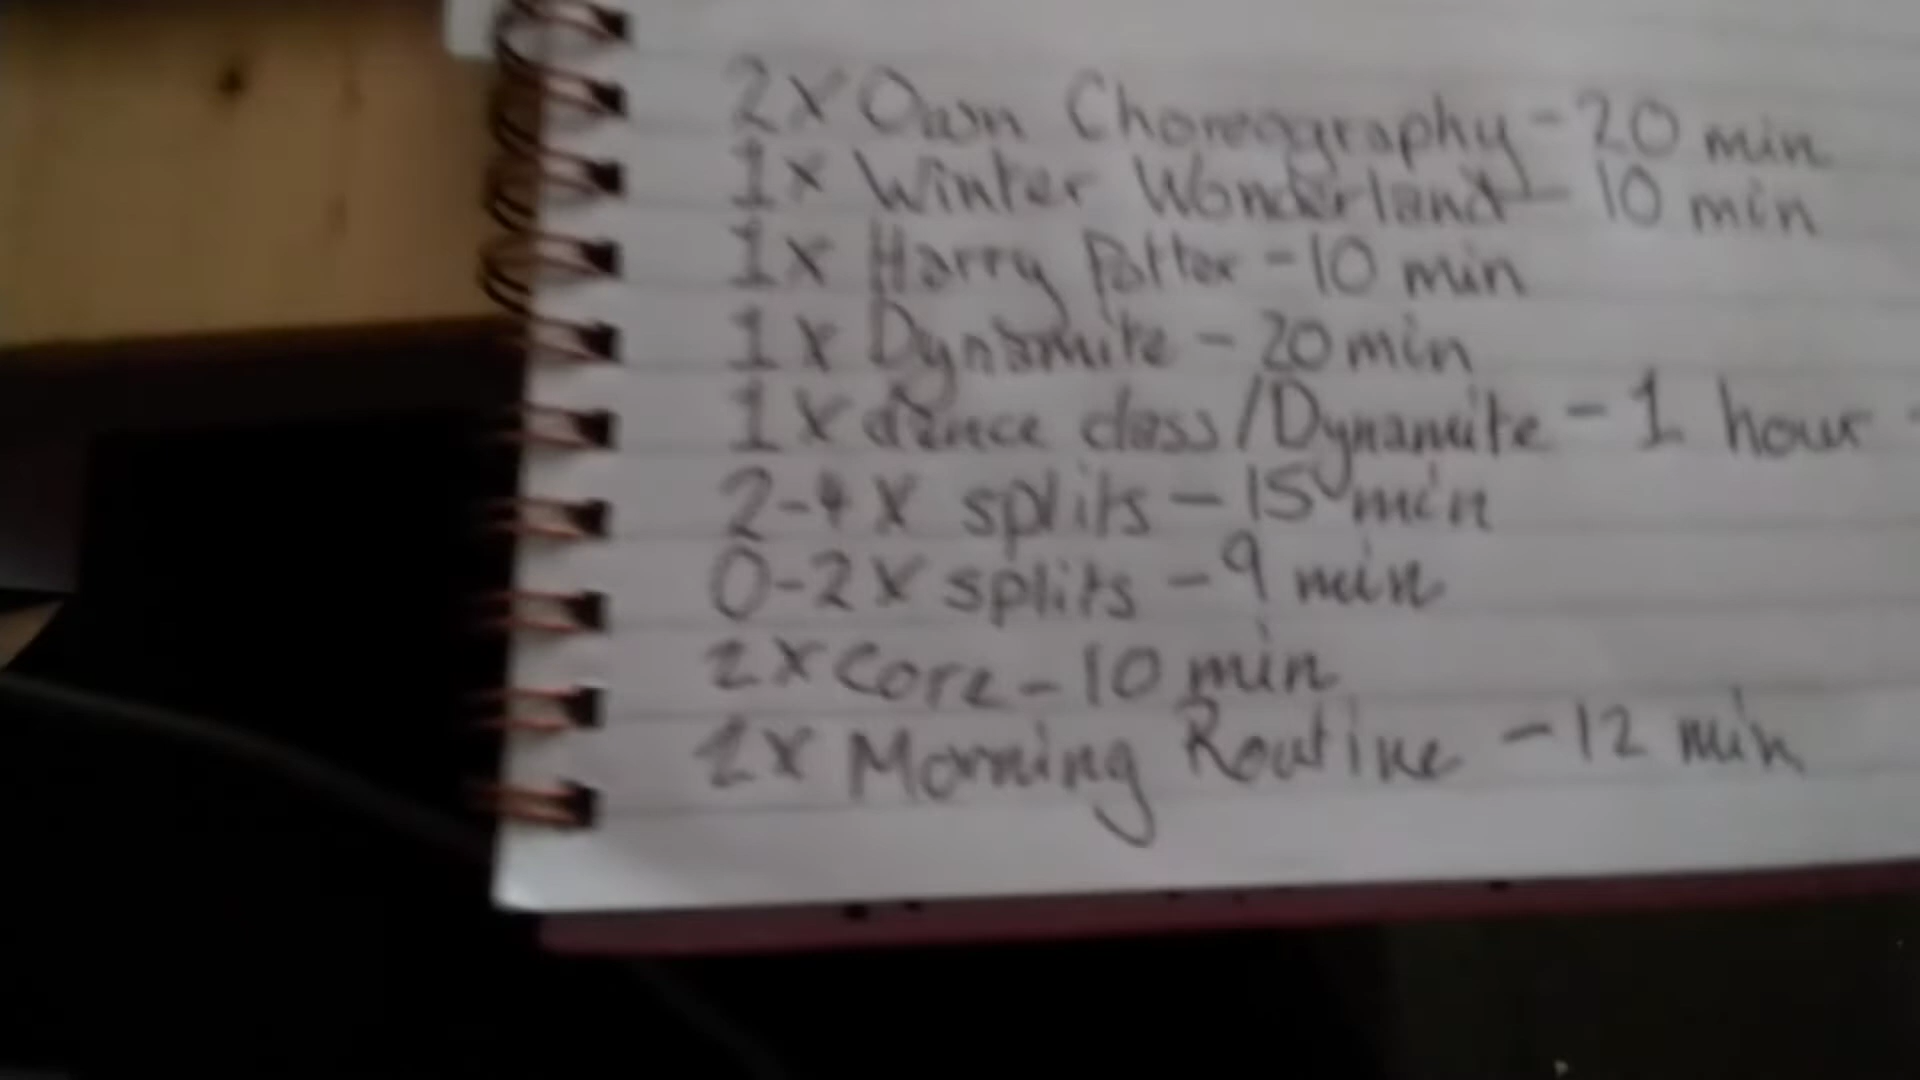 2x Own Choreography - 20 min
1x Winter Wonderland - 10 min
1x Harry Potter - 10 min
1x Dynamite - 20 min
1x dance class/Dynamite - 1 hour -
2-4x splits - 15 min
0-2x splits - 9 min
2x Core - 10 min
1x Morning Routine - 12 min